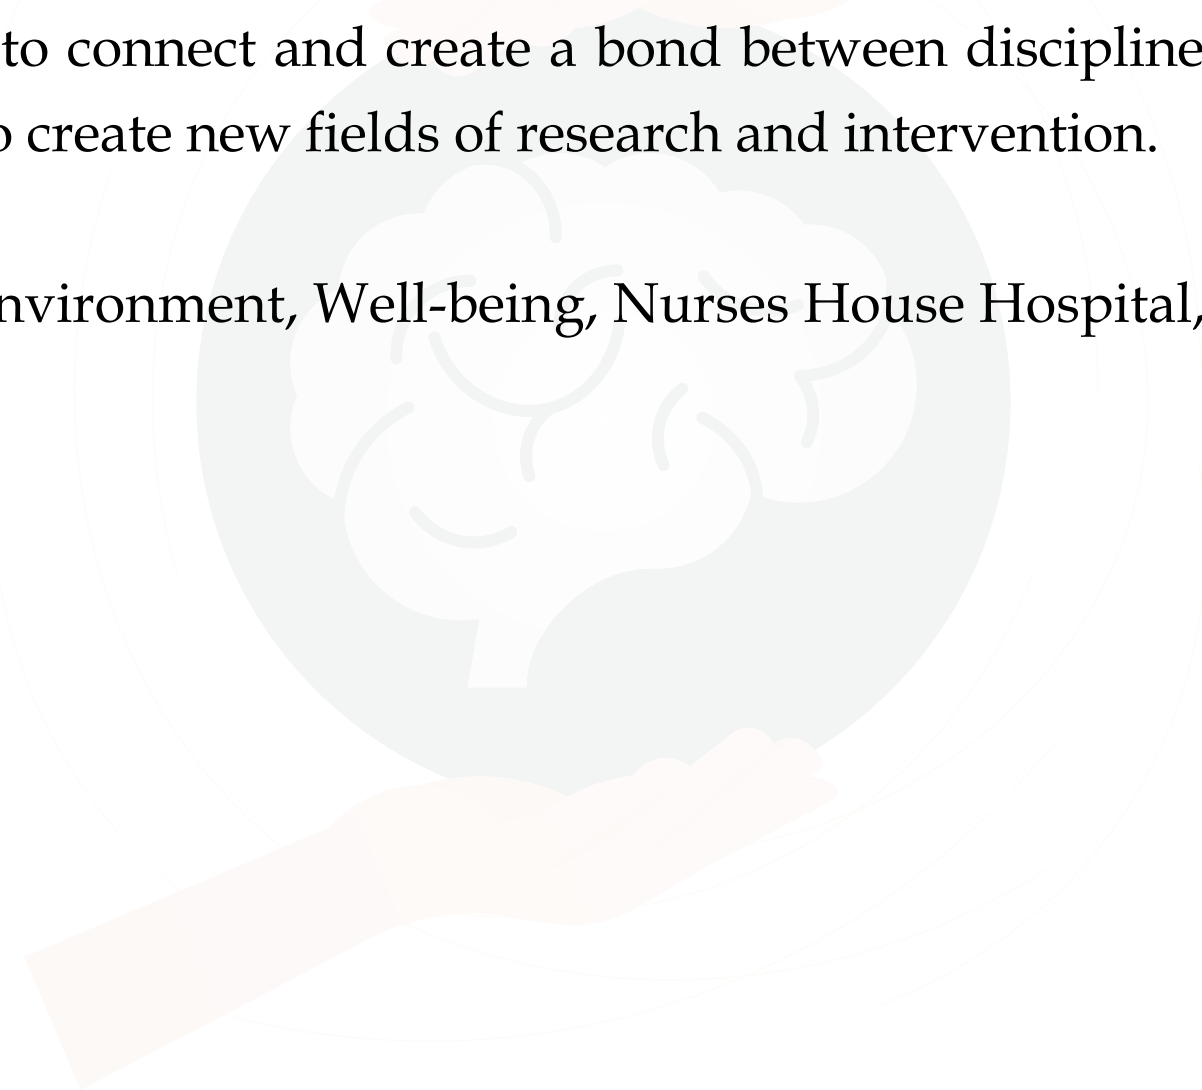 to connect and create a bond between discipline
o create new fields of research and intervention.
nvironment, Well-being, Nurses House Hospital,